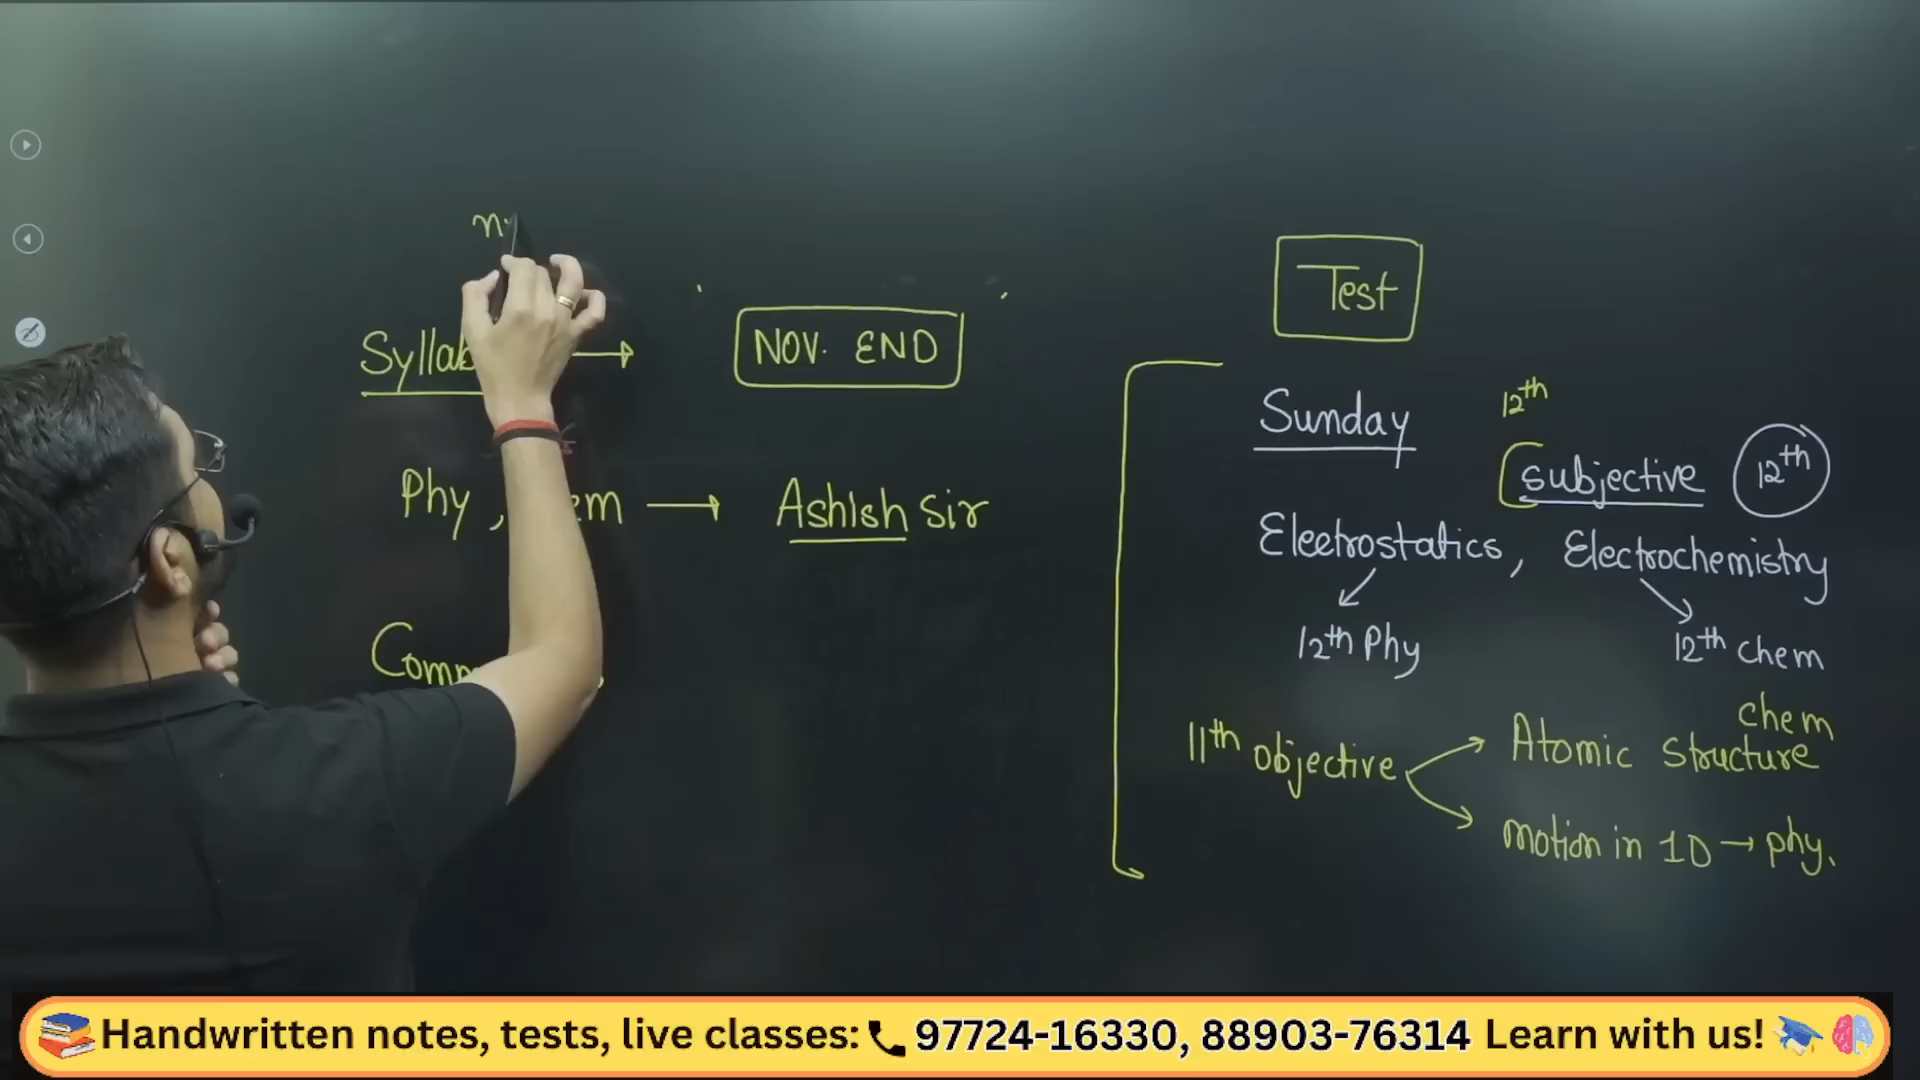 Syllab →
NOV. END
Phy , em → Ashish Sir
Test
Sunday
12th
subjective 12th
Electrostatics, Electrochemistry
12th Phy
12th chem
11th objective
Atomic structure chem
motion in 1D → phy.
Handwritten notes, tests, live classes: 97724-16330, 88903-76314 Learn with us!